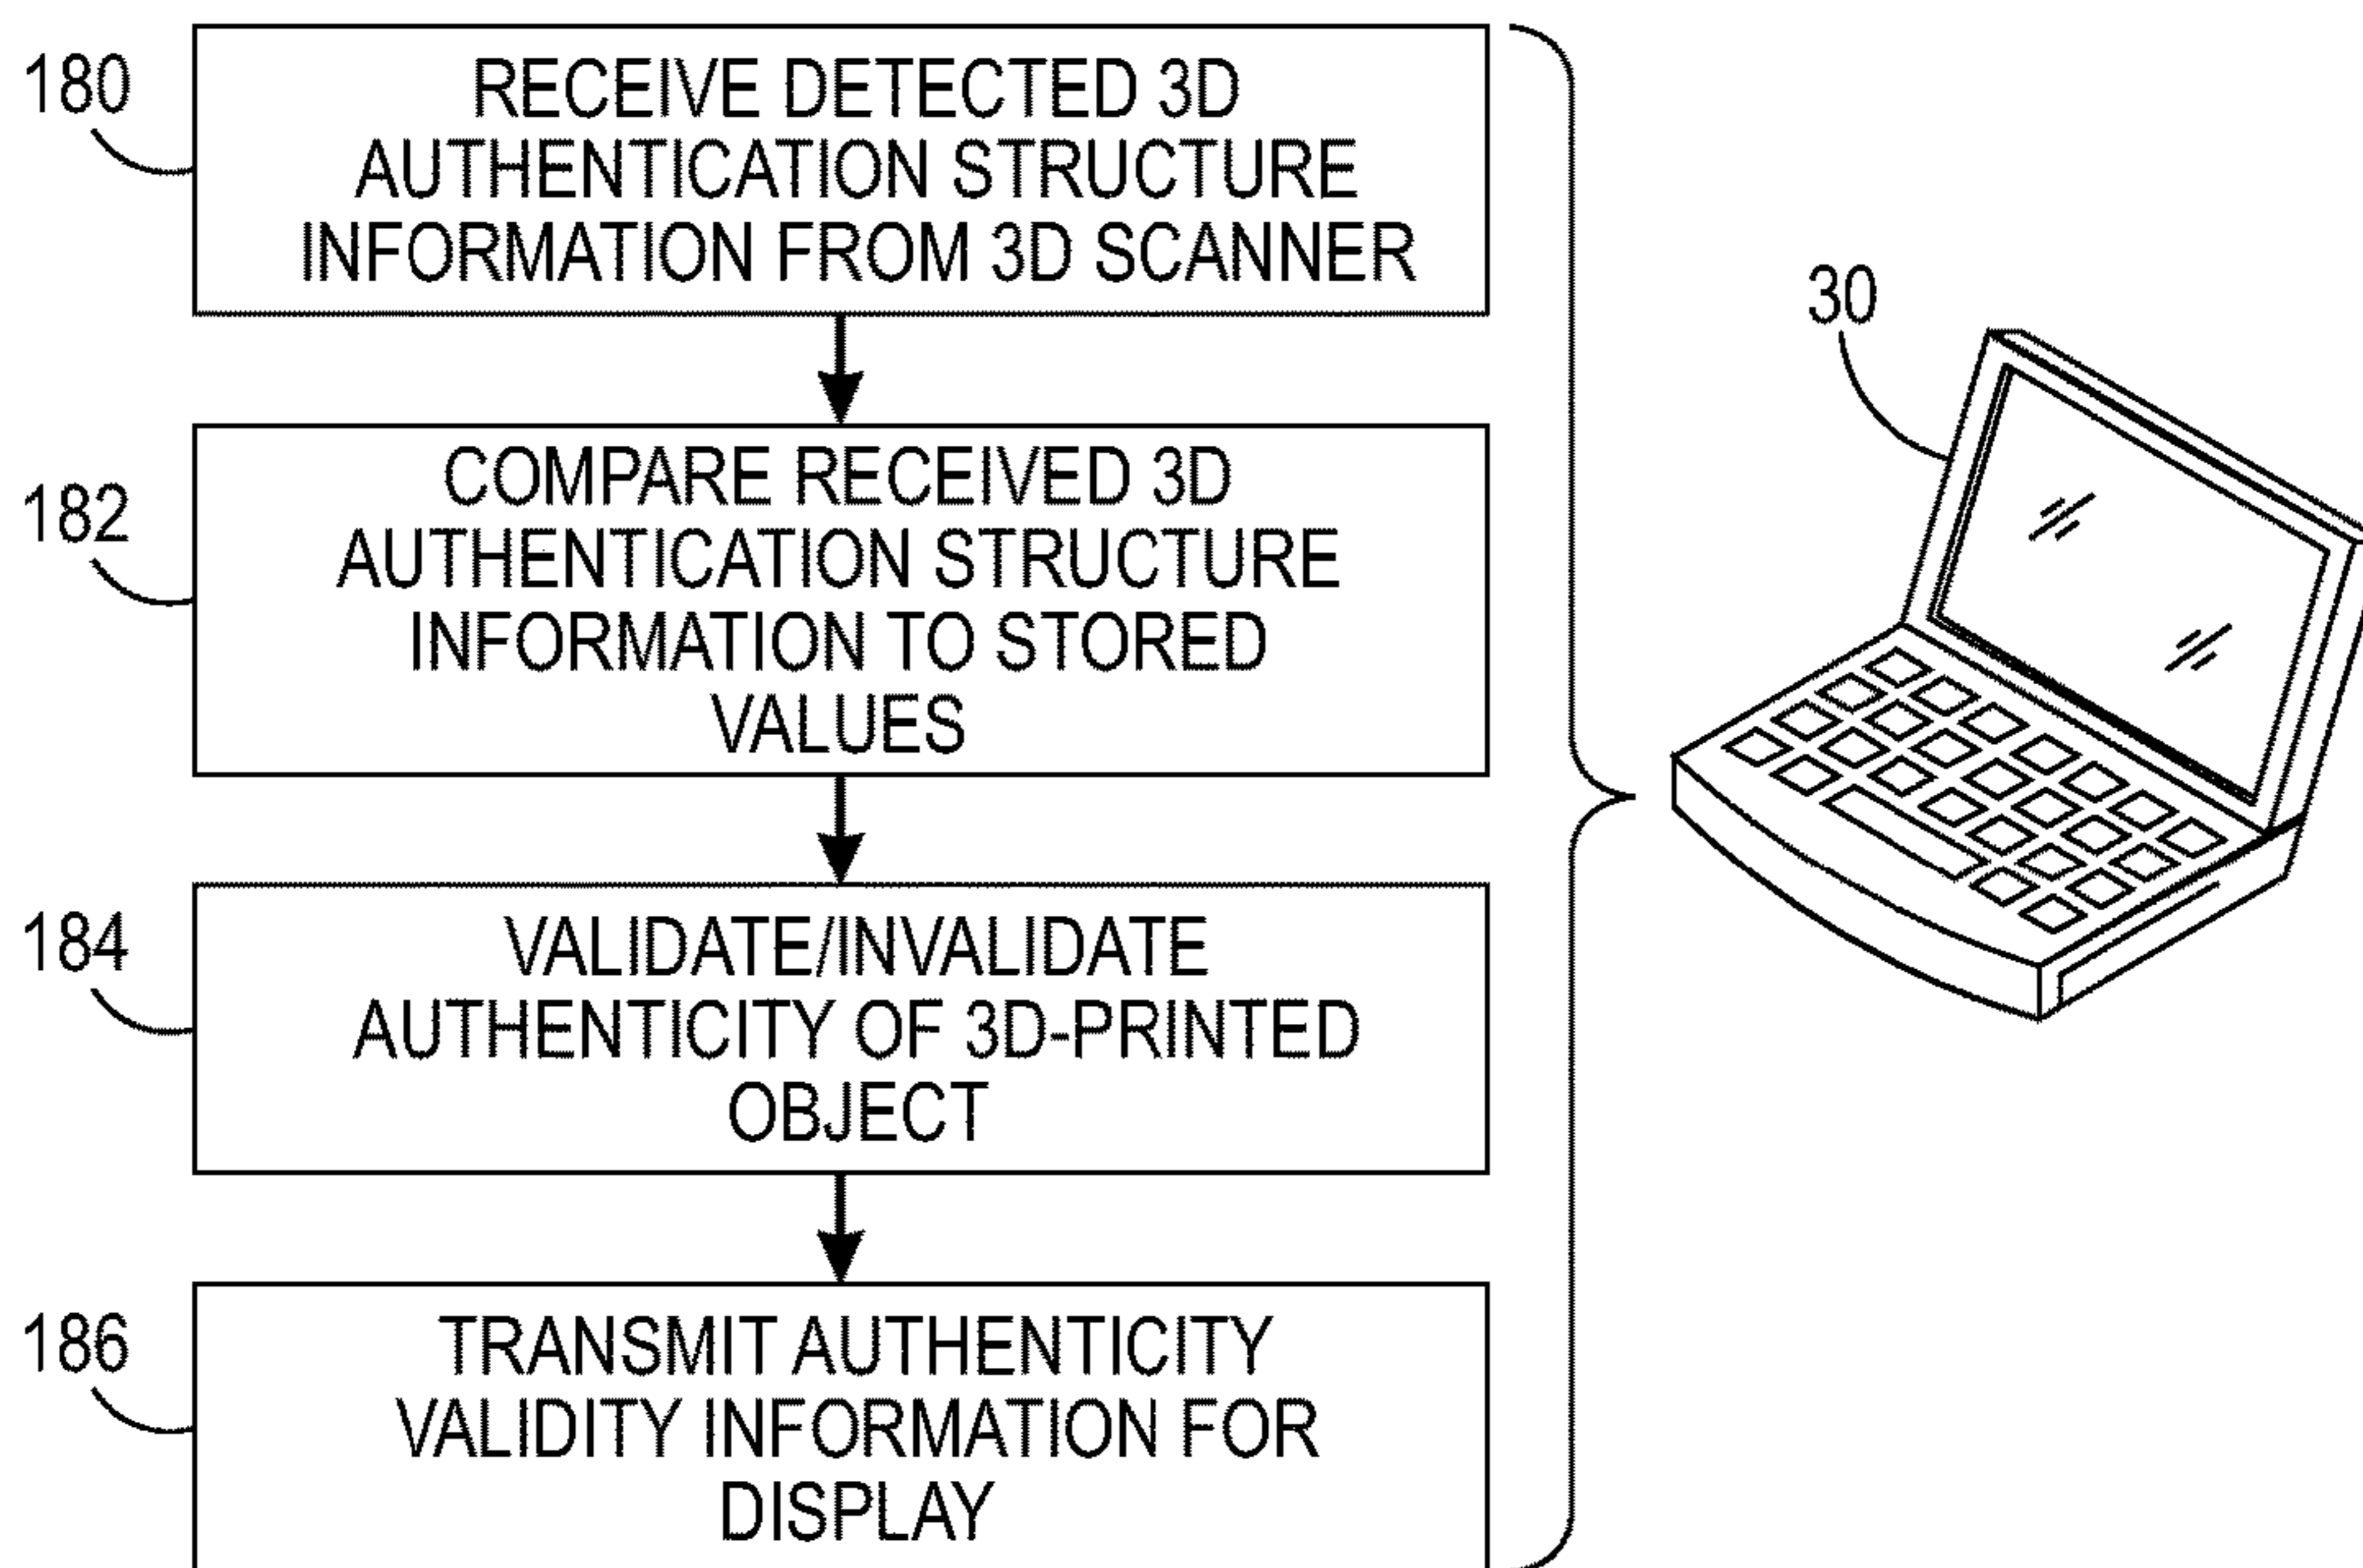 180
RECEIVE DETECTED 3D
AUTHENTICATION STRUCTURE
INFORMATION FROM 3D SCANNER
30
182
COMPARE RECEIVED 3D
AUTHENTICATION STRUCTURE
INFORMATION TO STORED
VALUES
184
VALIDATE/INVALIDATE
AUTHENTICITY OF 3D-PRINTED
OBJECT
186
TRANSMIT AUTHENTICITY
VALIDITY INFORMATION FOR
DISPLAY